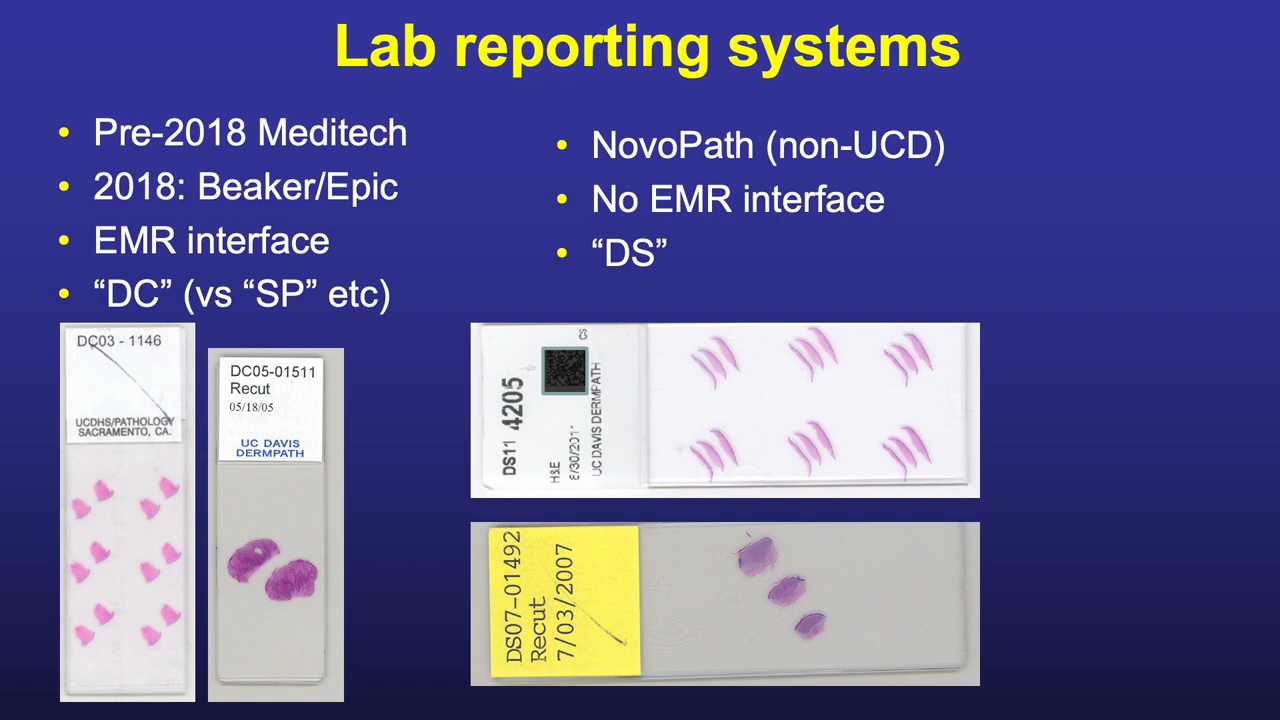 Lab reporting systems
• Pre-2018 Meditech
• 2018: Beaker/Epic
• EMR interface
• “DC” (vs “SP” etc)
• NovoPath (non-UCD)
• No EMR interface
• “DS”
DC03 - 1146
UCDHS/PATHOLOGY
SACRAMENTO, CA.
DC05-01511
Recut
05/18/05
UC DAVIS
DERMPATH
DS11 4205
H&E
6/30/2011
UC DAVIS DERMPATH
CS
DS07-01492
Recut
7/03/2007